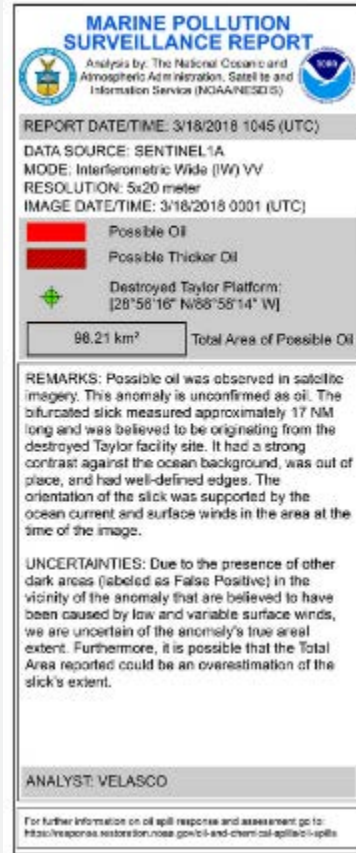 MARINE POLLUTION
SURVEILLANCE REPORT
Analysis by: The National Oceanic and
Atmospheric Administration, Satellite and
Information Service (NOAA/NESDIS)
REPORT DATE/TIME: 3/18/2018 1045 (UTC)
DATA SOURCE: SENTINEL1A
MODE: Interferometric Wide (IW) VV
RESOLUTION: 5x20 meter
IMAGE DATE/TIME: 3/18/2018 0001 (UTC)
Possible Oil
Possible Thicker Oil
Destroyed Taylor Platform:
[28°56'16" N/88°58'14" W]
98.21 km² Total Area of Possible Oil
REMARKS: Possible oil was observed in satellite
imagery. This anomaly is unconfirmed as oil. The
bifurcated slick measured approximately 17 NM
long and was believed to be originating from the
destroyed Taylor facility site. It had a strong
contrast against the ocean background, was out of
place, and had well-defined edges. The
orientation of the slick was supported by the
ocean current and surface winds in the area at the
time of the image.
UNCERTAINTIES: Due to the presence of other
dark areas (labeled as False Positive) in the
vicinity of the anomaly that are believed to have
been caused by low and variable surface winds,
we are uncertain of the anomaly's true areal
extent. Furthermore, it is possible that the Total
Area reported could be an overestimation of the
slick's extent.
ANALYST: VELASCO
For further information on oil spill response and assessment go to:
https://response.restoration.noaa.gov/oil-and-chemical-spills/oil-spills